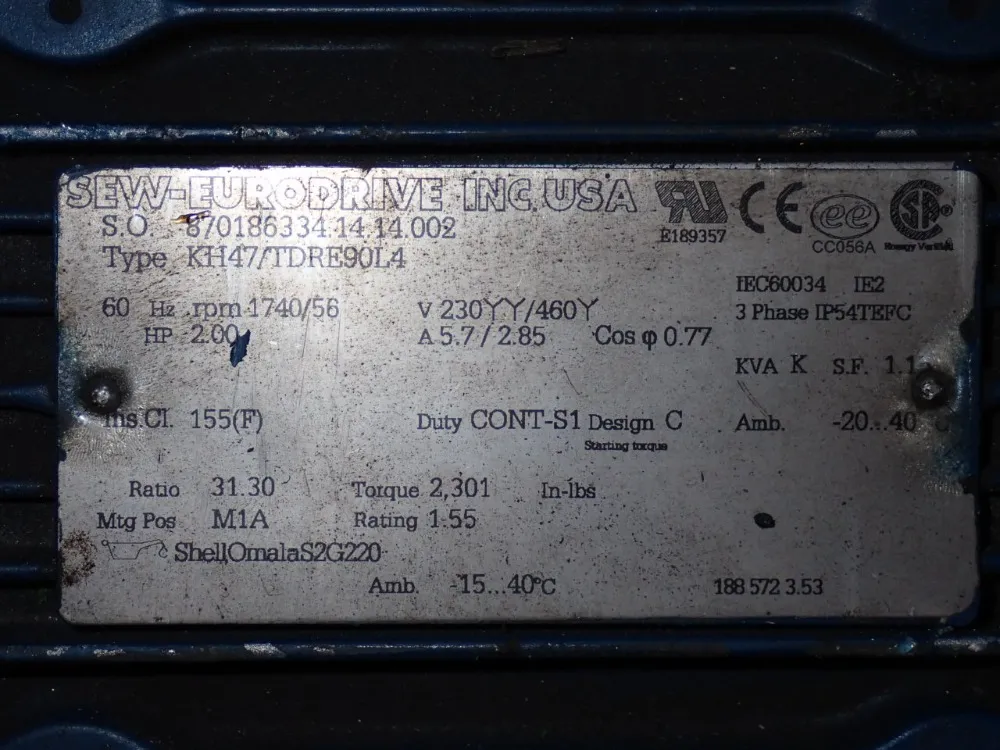 SEW-EURODRIVE INC. USA
S.O 870186334.14.14.002
E189357
ee
CC056A
Energy Verified
Type KH47/TDRE90L4
IEC60034 IE2
60 Hz rpm 1740/56 V 230YY/460Y 3 Phase IP54TEFC
HP 2.00 A 5.7 / 2.85 Cos φ 0.77
KVA K S.F.
Ins.Cl. 155(F) Duty CONT-S1 Design C Amb. -20...40 °C
Starting torque
Ratio 31.30 Torque 2,301 In-lbs
Mtg Pos M1A Rating 1.55
ShellOmalaS2G220
Amb. -15...40°C 188 572 3.53